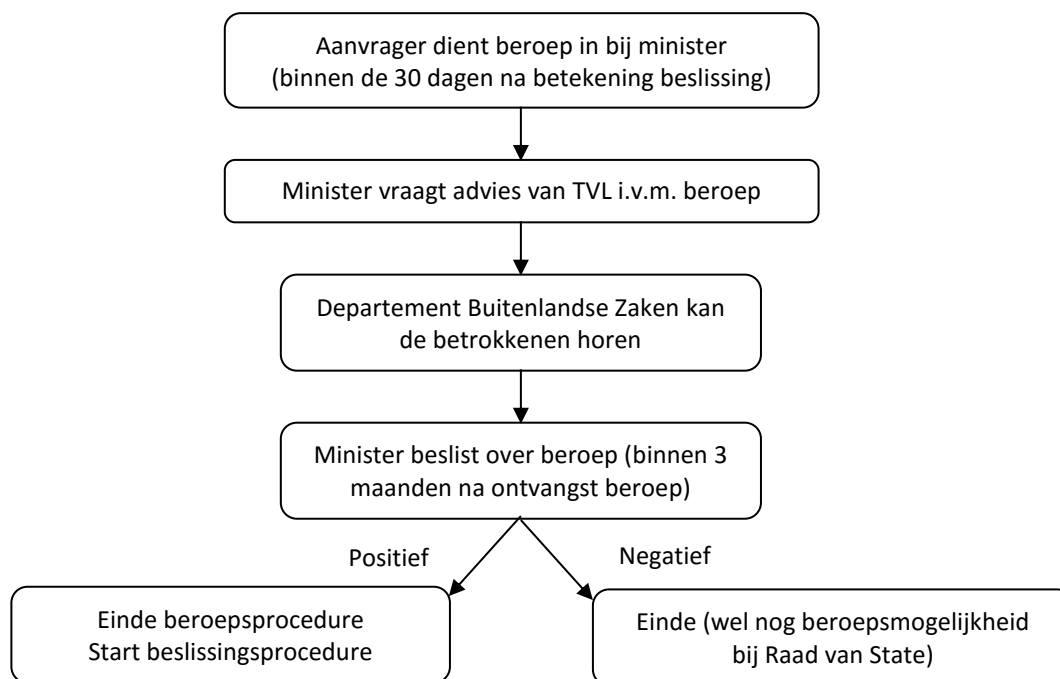 Aanvrager dient beroep in bij minister
(binnen de 30 dagen na betekening beslissing)
Minister vraagt advies van TVL i.v.m. beroep
Departement Buitenlandse Zaken kan
de betrokkenen horen
Minister beslist over beroep (binnen 3
maanden na ontvangst beroep)
Positief
Negatief
Einde beroepsprocedure
Start beslissingsprocedure
Einde (wel nog beroepsmogelijkheid
bij Raad van State)